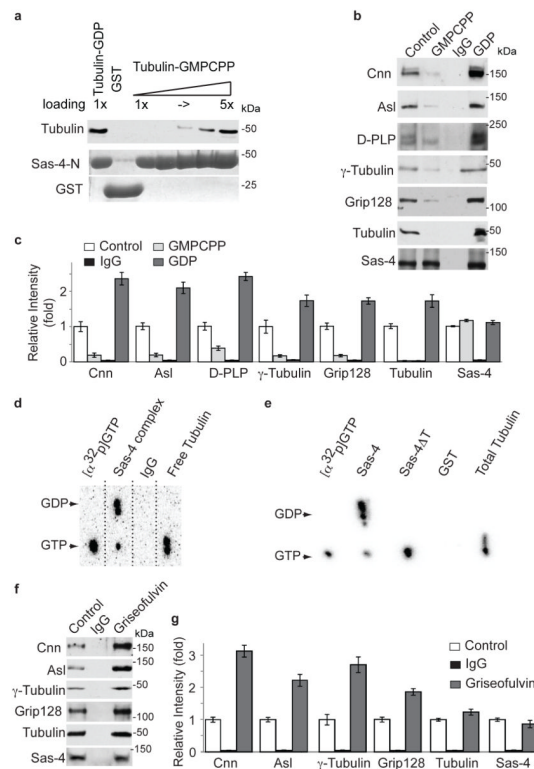 a
Tubulin-GDP
GST
Tubulin-GMPCPP
loading 1x 1x -> 5x kDa
Tubulin -50
Sas-4-N -50
GST -25
b
Control GMPCPP IgG GDP kDa
Cnn -150
Asl -150
D-PLP -250
γ-Tubulin -50
Grip128 -100
Tubulin -50
Sas-4 -150
c
Control GMPCPP
IgG GDP
Relative Intensity (fold)
2
1
0
Cnn Asl D-PLP γ-Tubulin Grip128 Tubulin Sas-4
d
[α³²p]GTP Sas-4 complex IgG Free Tubulin
GDP
GTP
e
[α³²p]GTP Sas-4 Sas-4ΔT GST Total Tubulin
GDP
GTP
f
Control IgG Griseofulvin
kDa
Cnn -150
Asl -150
γ-Tubulin -50
Grip128 -100
Tubulin -50
Sas-4 -150
g
Control
IgG
Griseofulvin
Relative Intensity (fold)
3
2
1
0
Cnn Asl γ-Tubulin Grip128 Tubulin Sas-4